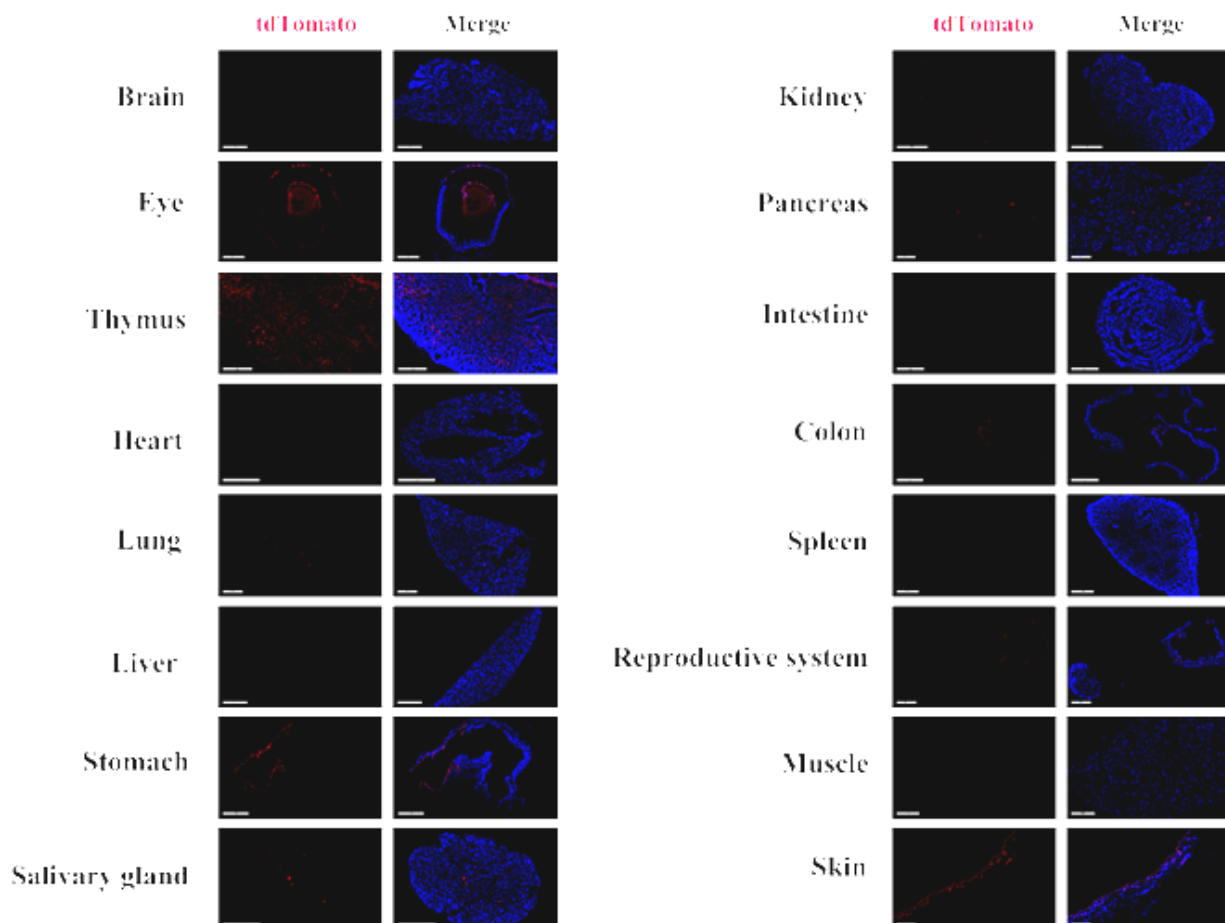 tdTomato Merge
Brain
Eye
Thymus
Heart
Lung
Liver
Stomach
Salivary gland
tdTomato Merge
Kidney
Pancreas
Intestine
Colon
Spleen
Reproductive system
Muscle
Skin